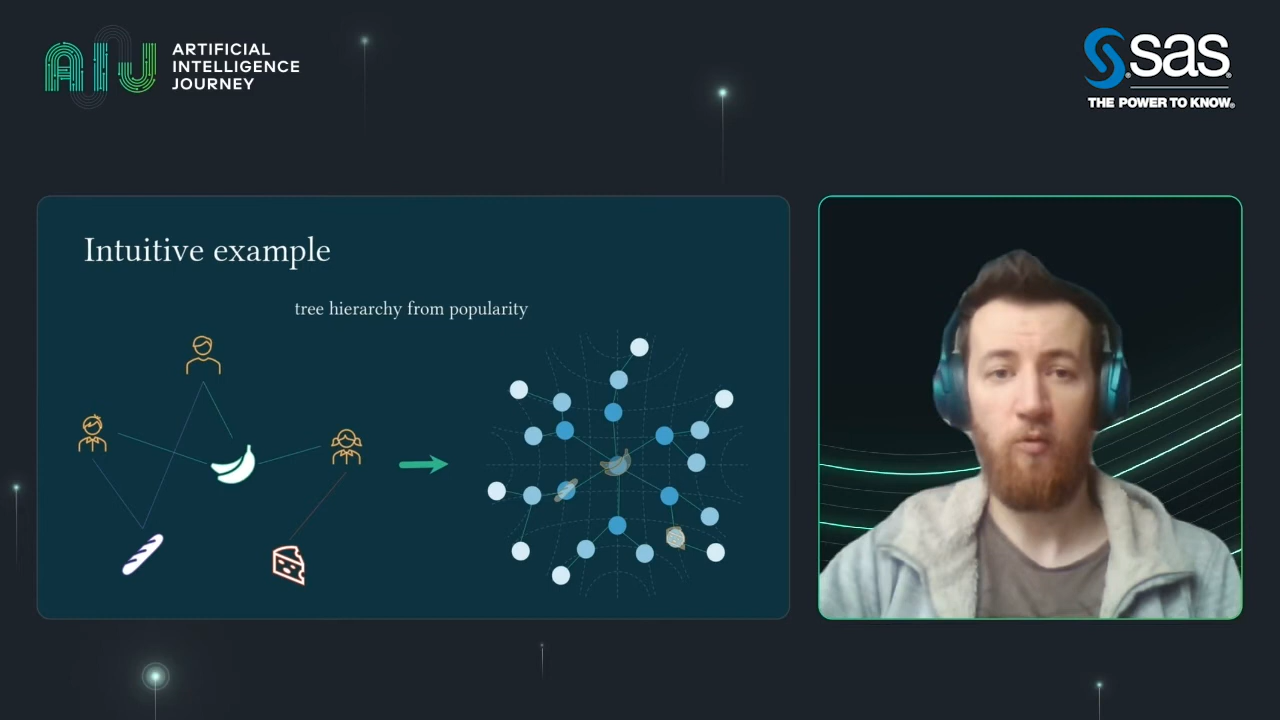 ARTIFICIAL
INTELLIGENCE
JOURNEY
sas
THE POWER TO KNOW®
Intuitive example
tree hierarchy from popularity